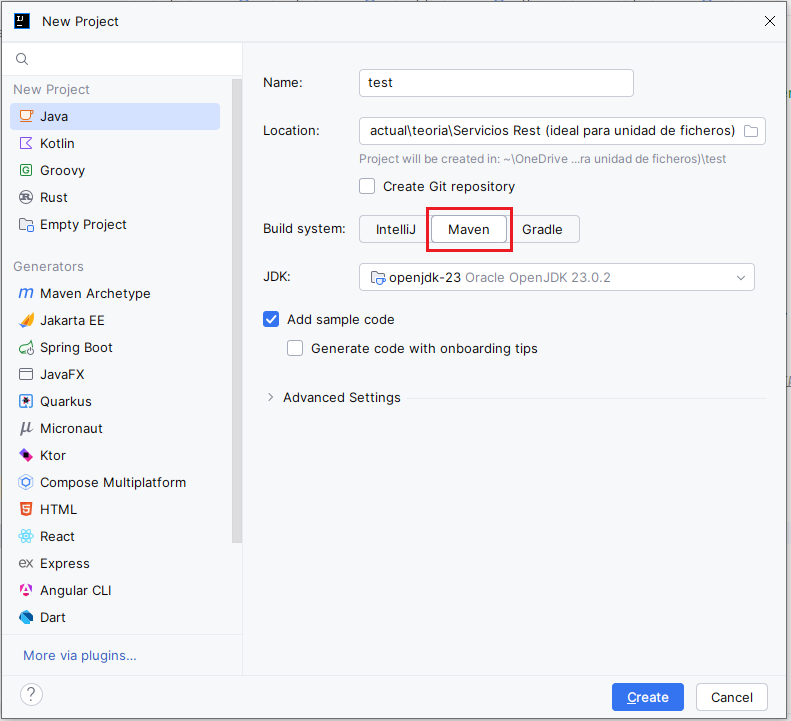 New Project
New Project
Java
Kotlin
Groovy
Rust
Empty Project
Generators
Maven Archetype
Jakarta EE
Spring Boot
JavaFX
Quarkus
Micronaut
Ktor
Compose Multiplatform
HTML
React
ex Express
Angular CLI
Dart
More via plugins...
?
Name: test
Location: actual\teoria\Servicios Rest (ideal para unidad de ficheros)
Project will be created in: ~\OneDrive ...ra unidad de ficheros)\test
Create Git repository
Build system: IntelliJ Maven Gradle
JDK: openjdk-23 Oracle OpenJDK 23.0.2
Add sample code
Generate code with onboarding tips
Advanced Settings
Create Cancel